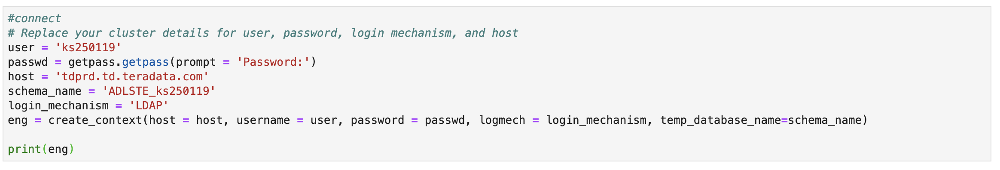 #connect
# Replace your cluster details for user, password, login mechanism, and host
user = 'ks250119'
passwd = getpass.getpass(prompt = 'Password:')
host = 'tdprd.td.teradata.com'
schema_name = 'ADLSTE_ks250119'
login_mechanism = 'LDAP'
eng = create_context(host = host, username = user, password = passwd, logmech = login_mechanism, temp_database_name=schema_name)
print(eng)